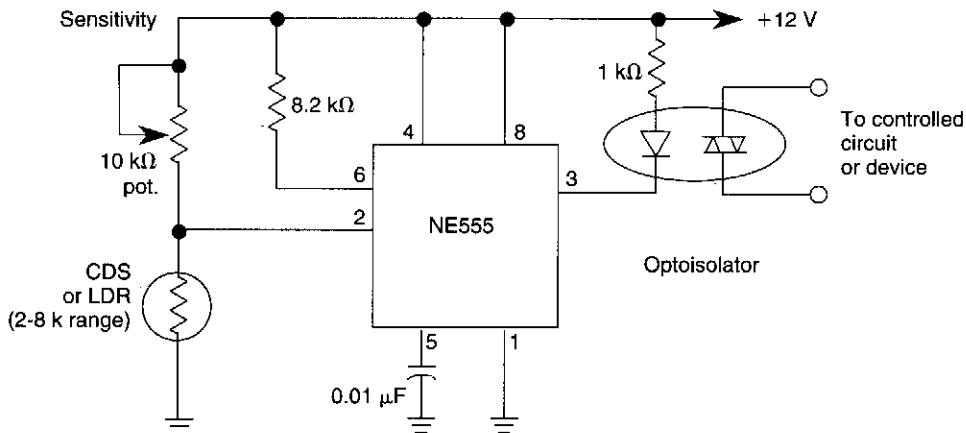 Sensitivity
+12 V
1 kΩ
8.2 kΩ
10 kΩ
pot.
4
8
6
2
3
NE555
To controlled
circuit
or device
Optoisolator
CDS
or LDR
(2-8 k range)
5
1
0.01 μF